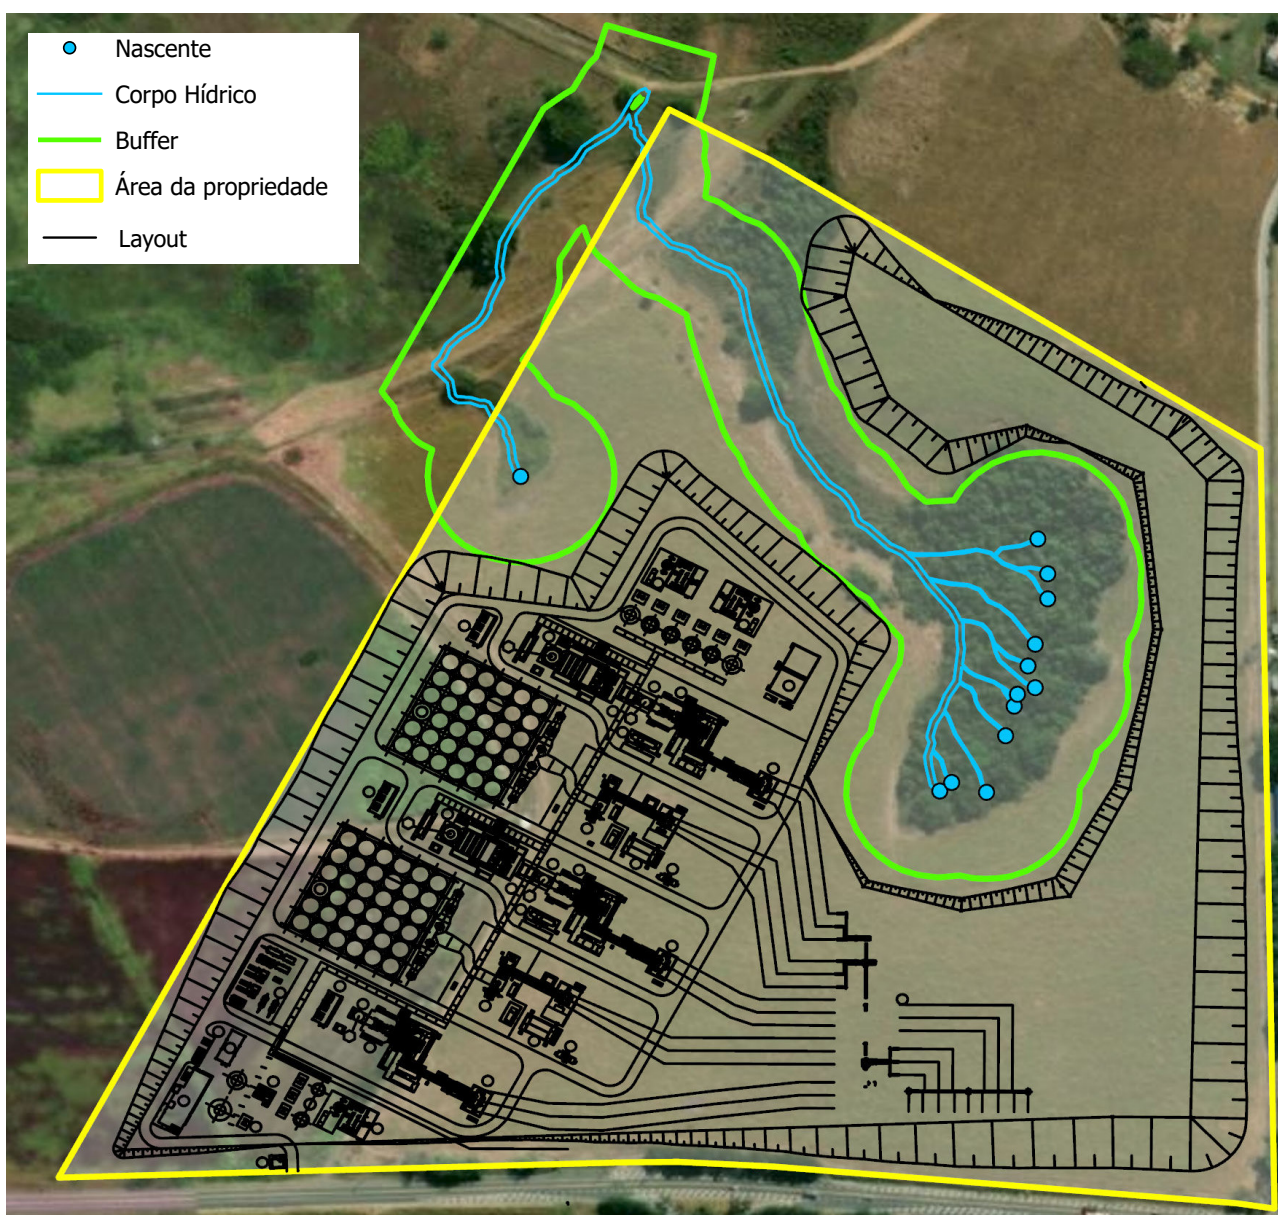 Nascente
Corpo Hídrico
Buffer
Área da propriedade
Layout